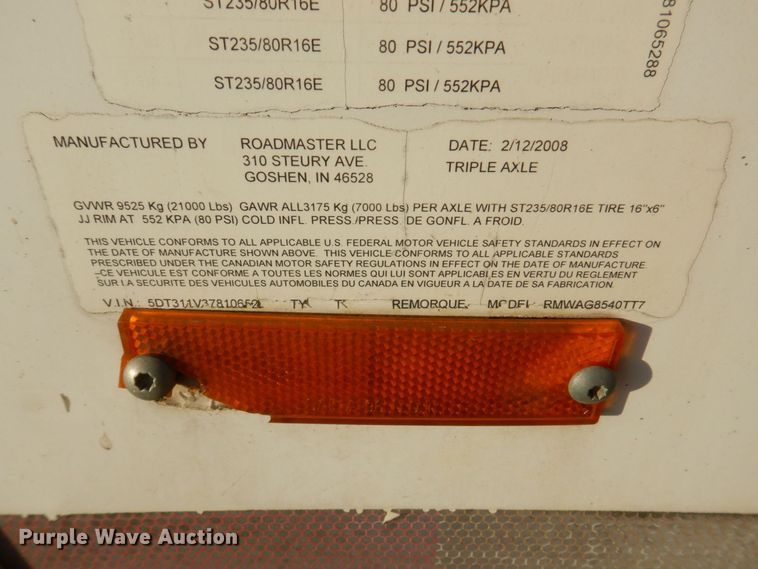 ST235/80R16E 80 PSI / 552KPA
ST235/80R16E 80 PSI / 552KPA
ST235/80R16E 80 PSI / 552KPA
81065288
MANUFACTURED BY ROADMASTER LLC DATE: 2/12/2008
310 STEURY AVE. TRIPLE AXLE
GOSHEN, IN 46528
GVWR 9525 Kg (21000 Lbs) GAWR ALL3175 Kg (7000 Lbs) PER AXLE WITH ST235/80R16E TIRE 16"x6"
JJ RIM AT 552 KPA (80 PSI) COLD INFL. PRESS./PRESS. DE GONFL. A FROID.
THIS VEHICLE CONFORMS TO ALL APPLICABLE U.S. FEDERAL MOTOR VEHICLE SAFETY STANDARDS IN EFFECT ON
THE DATE OF MANUFACTURE SHOWN ABOVE. THIS VEHICLE CONFORMS TO ALL APPLICABLE STANDARDS
PRESCRIBED UNDER THE CANADIAN MOTOR VEHICLE SAFETY REGULATIONS IN EFFECT ON THE DATE OF MANUFACTURE.
-CE VEHICULE EST CONFORME A TOUTES LES NORMES QUI LUI SONT APPLICABLES EN VERTU DU REGLEMENT
SUR LA SECURITE DES VEHICULES AUTOMOBILES DU CANADA EN VIGUEUR A LA DATE DE SA FABRICATION.
V.I.N.: REMORQUE MODEL RMWAG8540TT7
Purple Wave Auction